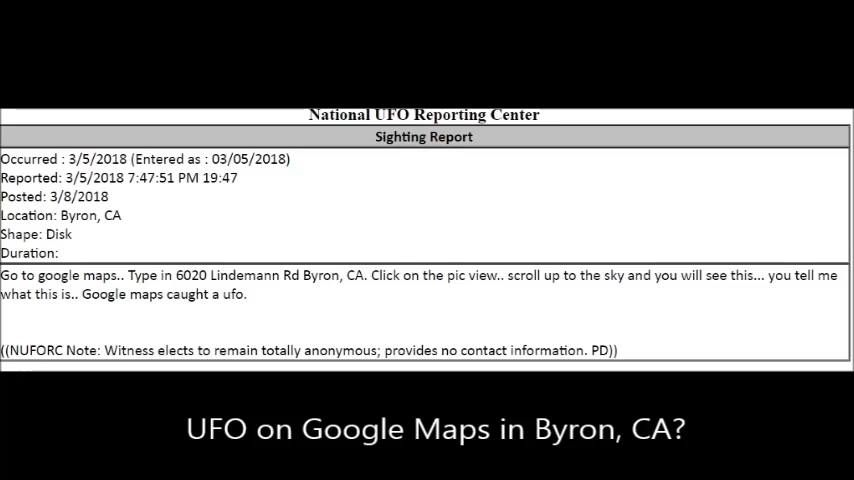 National UFO Reporting Center
Sighting Report
Occurred : 3/5/2018 (Entered as : 03/05/2018)
Reported: 3/5/2018 7:47:51 PM 19:47
Posted: 3/8/2018
Location: Byron, CA
Shape: Disk
Duration:
Go to google maps.. Type in 6020 Lindemann Rd Byron, CA. Click on the pic view.. scroll up to the sky and you will see this... you tell me
what this is.. Google maps caught a ufo.
((NUFORC Note: Witness elects to remain totally anonymous; provides no contact information. PD))
UFO on Google Maps in Byron, CA?